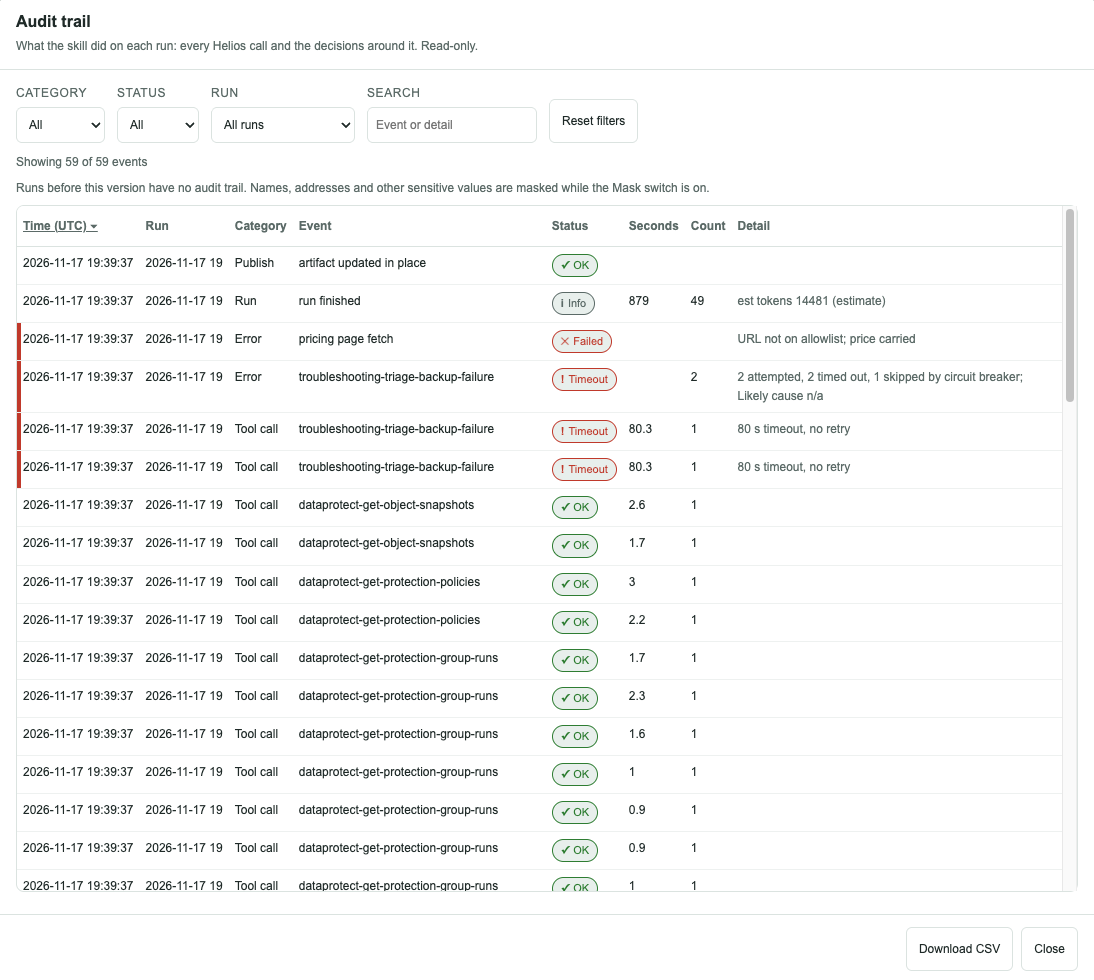 Audit trail
What the skill did on each run: every Helios call and the decisions around it. Read-only.
CATEGORY STATUS RUN SEARCH
All All All runs Event or detail Reset filters
Showing 59 of 59 events
Runs before this version have no audit trail. Names, addresses and other sensitive values are masked while the Mask switch is on.
Time (UTC) Run Category Event Status Seconds Count Detail
2026-11-17 19:39:37 2026-11-17 19 Publish artifact updated in place ✓ OK
2026-11-17 19:39:37 2026-11-17 19 Run run finished i Info 879 49 est tokens 14481 (estimate)
2026-11-17 19:39:37 2026-11-17 19 Error pricing page fetch ✕ Failed URL not on allowlist; price carried
2026-11-17 19:39:37 2026-11-17 19 Error troubleshooting-triage-backup-failure ! Timeout 2 2 attempted, 2 timed out, 1 skipped by circuit breaker;
Likely cause n/a
2026-11-17 19:39:37 2026-11-17 19 Tool call troubleshooting-triage-backup-failure ! Timeout 80.3 1 80 s timeout, no retry
2026-11-17 19:39:37 2026-11-17 19 Tool call troubleshooting-triage-backup-failure ! Timeout 80.3 1 80 s timeout, no retry
2026-11-17 19:39:37 2026-11-17 19 Tool call dataprotect-get-object-snapshots ✓ OK 2.6 1
2026-11-17 19:39:37 2026-11-17 19 Tool call dataprotect-get-object-snapshots ✓ OK 1.7 1
2026-11-17 19:39:37 2026-11-17 19 Tool call dataprotect-get-protection-policies ✓ OK 3 1
2026-11-17 19:39:37 2026-11-17 19 Tool call dataprotect-get-protection-policies ✓ OK 2.2 1
2026-11-17 19:39:37 2026-11-17 19 Tool call dataprotect-get-protection-group-runs ✓ OK 1.7 1
2026-11-17 19:39:37 2026-11-17 19 Tool call dataprotect-get-protection-group-runs ✓ OK 2.3 1
2026-11-17 19:39:37 2026-11-17 19 Tool call dataprotect-get-protection-group-runs ✓ OK 1.6 1
2026-11-17 19:39:37 2026-11-17 19 Tool call dataprotect-get-protection-group-runs ✓ OK 1 1
2026-11-17 19:39:37 2026-11-17 19 Tool call dataprotect-get-protection-group-runs ✓ OK 0.9 1
2026-11-17 19:39:37 2026-11-17 19 Tool call dataprotect-get-protection-group-runs ✓ OK 0.9 1
2026-11-17 19:39:37 2026-11-17 19 Tool call dataprotect-get-protection-group-runs ✓ OK 1 1
Download CSV Close